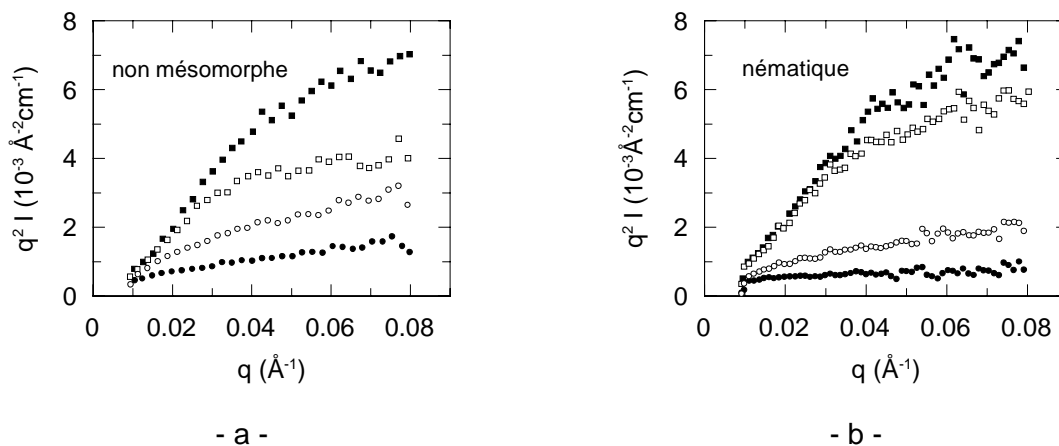 8
6
4
2
0
q² I (10⁻³ Å⁻²cm⁻¹)
non mésomorphe
0 0.02 0.04 0.06 0.08
q (Å⁻¹)
- a -
8
6
4
2
0
q² I (10⁻³Å⁻²cm⁻¹)
nématique
0 0.02 0.04 0.06 0.08
q (Å⁻¹)
- b -